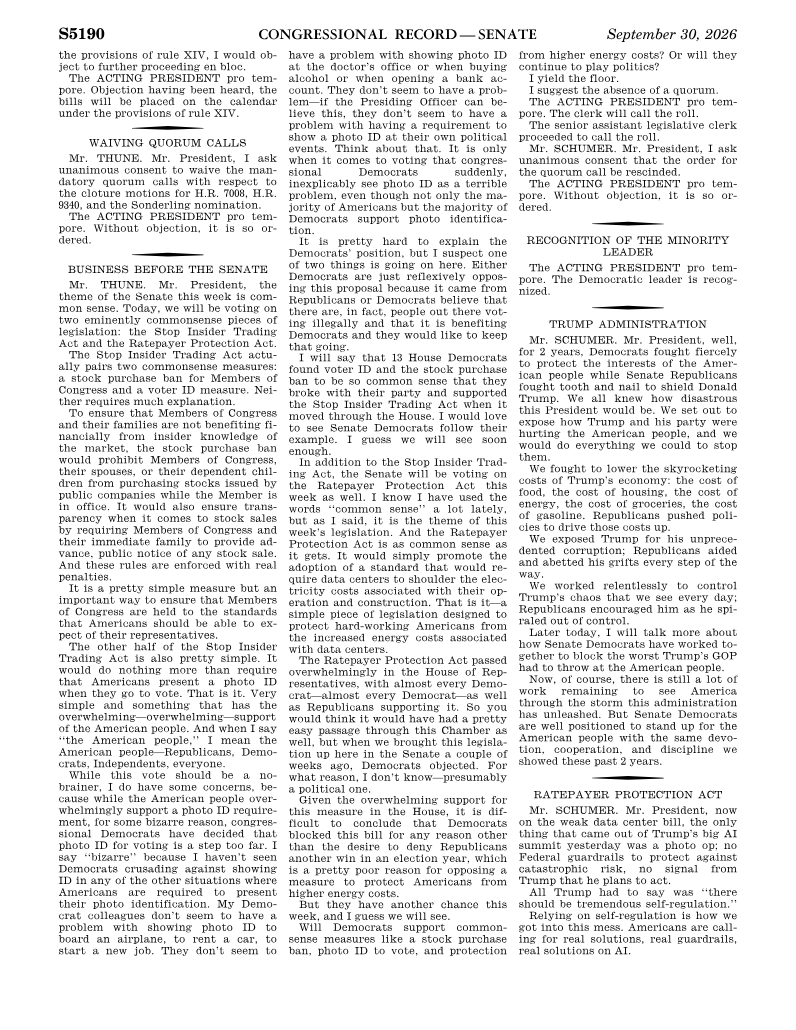 S5190
CONGRESSIONAL RECORD — SENATE
September 30, 2026
the provisions of rule XIV, I would ob-
ject to further proceeding en bloc.
The ACTING PRESIDENT pro tem-
pore. Objection having been heard, the
bills will be placed on the calendar
under the provisions of rule XIV.
WAIVING QUORUM CALLS
Mr. THUNE. Mr. President, I ask
unanimous consent to waive the man-
datory quorum calls with respect to
the cloture motions for H.R. 7008, H.R.
9340, and the Sonderling nomination.
The ACTING PRESIDENT pro tem-
pore. Without objection, it is so or-
dered.
BUSINESS BEFORE THE SENATE
Mr. THUNE. Mr. President, the
theme of the Senate this week is com-
mon sense. Today, we will be voting on
two eminently commonsense pieces of
legislation: the Stop Insider Trading
Act and the Ratepayer Protection Act.
The Stop Insider Trading Act actu-
ally pairs two commonsense measures:
a stock purchase ban for Members of
Congress and a voter ID measure. Nei-
ther requires much explanation.
To ensure that Members of Congress
and their families are not benefiting fi-
nancially from insider knowledge of
the market, the stock purchase ban
would prohibit Members of Congress,
their spouses, or their dependent chil-
dren from purchasing stocks issued by
public companies while the Member is
in office. It would also ensure trans-
parency when it comes to stock sales
by requiring Members of Congress and
their immediate family to provide ad-
vance, public notice of any stock sale.
And these rules are enforced with real
penalties.
It is a pretty simple measure but an
important way to ensure that Members
of Congress are held to the standards
that Americans should be able to ex-
pect of their representatives.
The other half of the Stop Insider
Trading Act is also pretty simple. It
would do nothing more than require
that Americans present a photo ID
when they go to vote. That is it. Very
simple and something that has the
overwhelming—overwhelming—support
of the American people. And when I say
‘‘the American people,’’ I mean the
American people—Republicans, Demo-
crats, Independents, everyone.
While this vote should be a no-
brainer, I do have some concerns, be-
cause while the American people over-
whelmingly support a photo ID require-
ment, for some bizarre reason, congres-
sional Democrats have decided that
photo ID for voting is a step too far. I
say ‘‘bizarre’’ because I haven’t seen
Democrats crusading against showing
ID in any of the other situations where
Americans are required to present
their photo identification. My Demo-
crat colleagues don’t seem to have a
problem with showing photo ID to
board an airplane, to rent a car, to
start a new job. They don’t seem to
have a problem with showing photo ID
at the doctor’s office or when buying
alcohol or when opening a bank ac-
count. They don’t seem to have a prob-
lem—if the Presiding Officer can be-
lieve this, they don’t seem to have a
problem with having a requirement to
show a photo ID at their own political
events. Think about that. It is only
when it comes to voting that congres-
sional Democrats suddenly,
inexplicably see photo ID as a terrible
problem, even though not only the ma-
jority of Americans but the majority of
Democrats support photo identifica-
tion.
It is pretty hard to explain the
Democrats’ position, but I suspect one
of two things is going on here. Either
Democrats are just reflexively oppos-
ing this proposal because it came from
Republicans or Democrats believe that
there are, in fact, people out there vot-
ing illegally and that it is benefiting
Democrats and they would like to keep
that going.
I will say that 13 House Democrats
found voter ID and the stock purchase
ban to be so common sense that they
broke with their party and supported
the Stop Insider Trading Act when it
moved through the House. I would love
to see Senate Democrats follow their
example. I guess we will see soon
enough.
In addition to the Stop Insider Trad-
ing Act, the Senate will be voting on
the Ratepayer Protection Act this
week as well. I know I have used the
words ‘‘common sense’’ a lot lately,
but as I said, it is the theme of this
week’s legislation. And the Ratepayer
Protection Act is as common sense as
it gets. It would simply promote the
adoption of a standard that would re-
quire data centers to shoulder the elec-
tricity costs associated with their op-
eration and construction. That is it—a
simple piece of legislation designed to
protect hard-working Americans from
the increased energy costs associated
with data centers.
The Ratepayer Protection Act passed
overwhelmingly in the House of Rep-
resentatives, with almost every Demo-
crat—almost every Democrat—as well
as Republicans supporting it. So you
would think it would have had a pretty
easy passage through this Chamber as
well, but when we brought this legisla-
tion up here in the Senate a couple of
weeks ago, Democrats objected. For
what reason, I don’t know—presumably
a political one.
Given the overwhelming support for
this measure in the House, it is dif-
ficult to conclude that Democrats
blocked this bill for any reason other
than the desire to deny Republicans
another win in an election year, which
is a pretty poor reason for opposing a
measure to protect Americans from
higher energy costs.
But they have another chance this
week, and I guess we will see.
Will Democrats support common-
sense measures like a stock purchase
ban, photo ID to vote, and protection
from higher energy costs? Or will they
continue to play politics?
I yield the floor.
I suggest the absence of a quorum.
The ACTING PRESIDENT pro tem-
pore. The clerk will call the roll.
The senior assistant legislative clerk
proceeded to call the roll.
Mr. SCHUMER. Mr. President, I ask
unanimous consent that the order for
the quorum call be rescinded.
The ACTING PRESIDENT pro tem-
pore. Without objection, it is so or-
dered.
RECOGNITION OF THE MINORITY
LEADER
The ACTING PRESIDENT pro tem-
pore. The Democratic leader is recog-
nized.
TRUMP ADMINISTRATION
Mr. SCHUMER. Mr. President, well,
for 2 years, Democrats fought fiercely
to protect the interests of the Amer-
ican people while Senate Republicans
fought tooth and nail to shield Donald
Trump. We all knew how disastrous
this President would be. We set out to
expose how Trump and his party were
hurting the American people, and we
would do everything we could to stop
them.
We fought to lower the skyrocketing
costs of Trump’s economy: the cost of
food, the cost of housing, the cost of
energy, the cost of groceries, the cost
of gasoline. Republicans pushed poli-
cies to drive those costs up.
We exposed Trump for his unprece-
dented corruption; Republicans aided
and abetted his grifts every step of the
way.
We worked relentlessly to control
Trump’s chaos that we see every day;
Republicans encouraged him as he spi-
raled out of control.
Later today, I will talk more about
how Senate Democrats have worked to-
gether to block the worst Trump’s GOP
had to throw at the American people.
Now, of course, there is still a lot of
work remaining to see America
through the storm this administration
has unleashed. But Senate Democrats
are well positioned to stand up for the
American people with the same devo-
tion, cooperation, and discipline we
showed these past 2 years.
RATEPAYER PROTECTION ACT
Mr. SCHUMER. Mr. President, now
on the weak data center bill, the only
thing that came out of Trump’s big AI
summit yesterday was a photo op; no
Federal guardrails to protect against
catastrophic risk, no signal from
Trump that he plans to act.
All Trump had to say was ‘‘there
should be tremendous self-regulation.’’
Relying on self-regulation is how we
got into this mess. Americans are call-
ing for real solutions, real guardrails,
real solutions on AI.